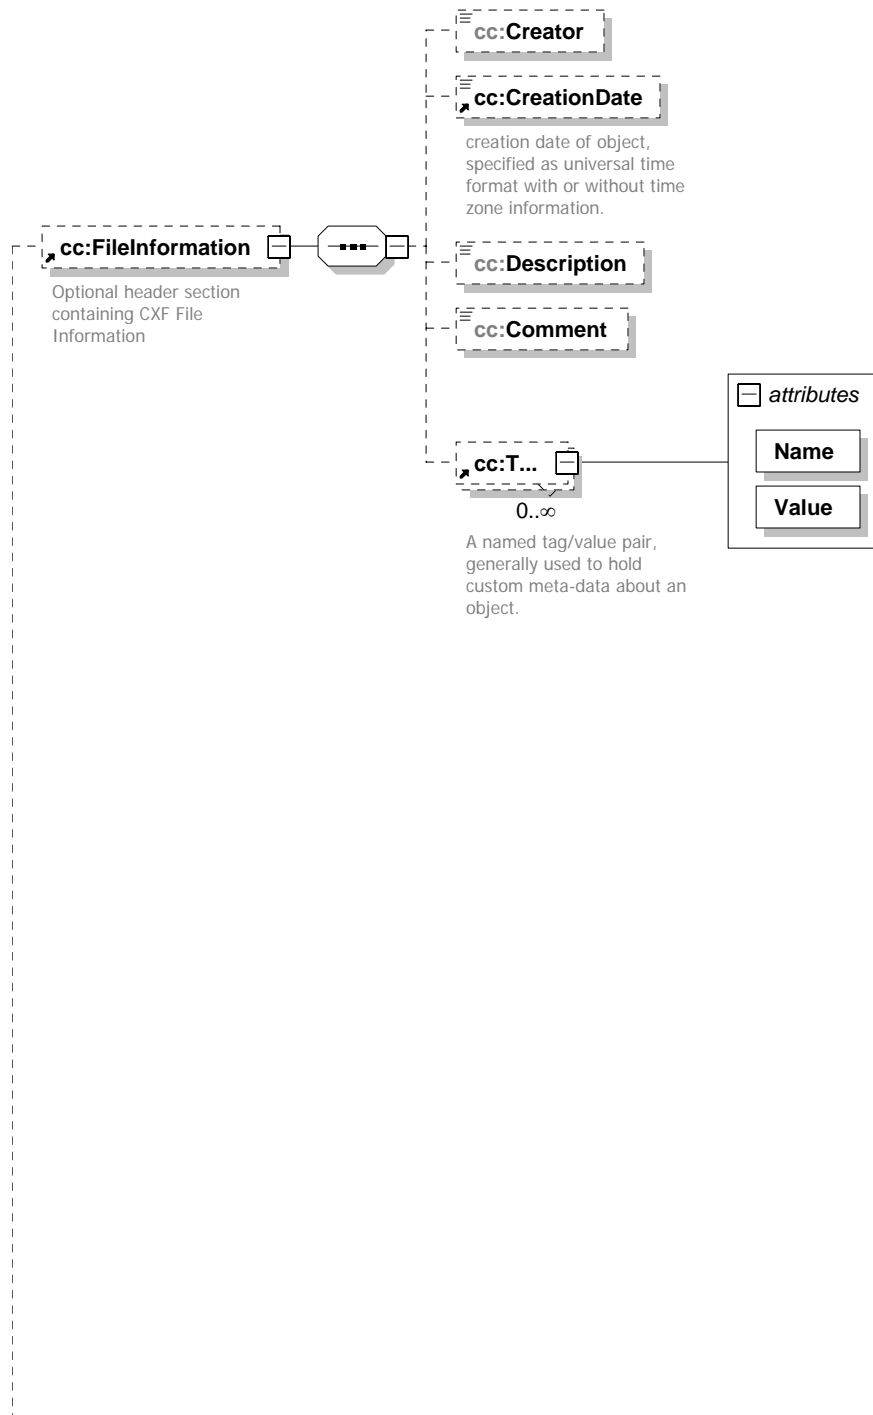 cc:Creator
cc:CreationDate
creation date of object,
specified as universal time
format with or without time
zone information.
cc:FileInformation
Optional header section
containing CXF File
Information
cc:Description
cc:Comment
attributes
Name
Value
cc:T...
0..∞
A named tag/value pair,
generally used to hold
custom meta-data about an
object.